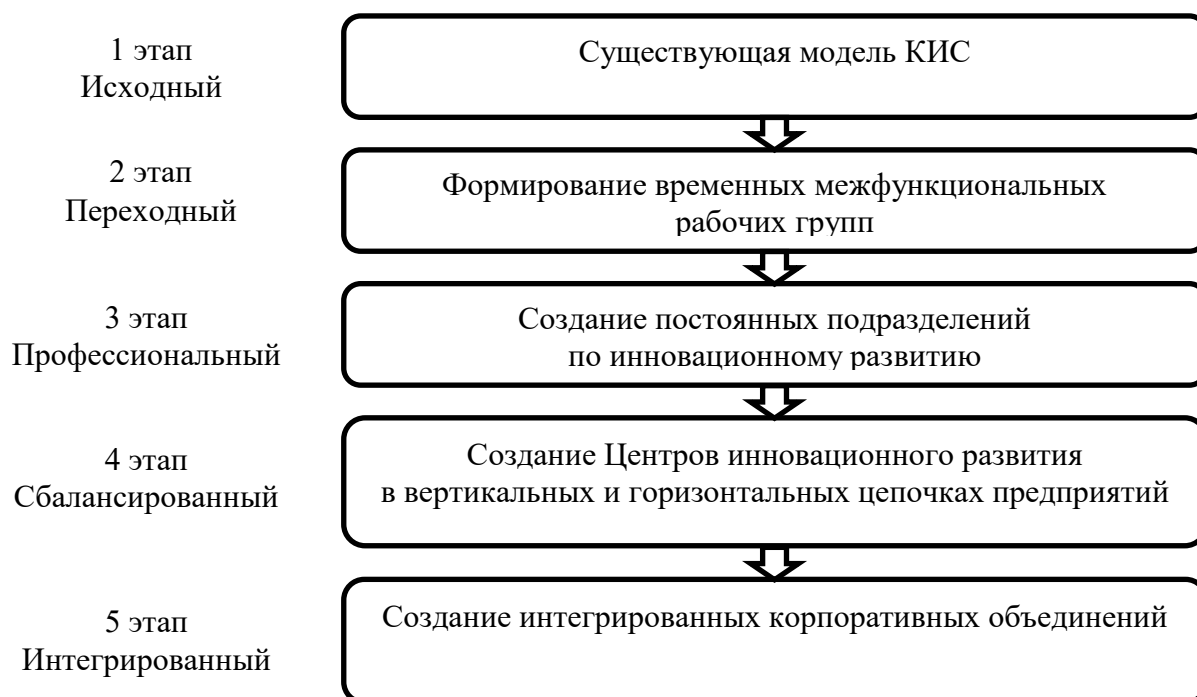 1 этап
Исходный
Существующая модель КИС
2 этап
Переходный
Формирование временных межфункциональных
рабочих групп
3 этап
Профессиональный
Создание постоянных подразделений
по инновационному развитию
4 этап
Сбалансированный
Создание Центров инновационного развития
в вертикальных и горизонтальных цепочках предприятий
5 этап
Интегрированный
Создание интегрированных корпоративных объединений